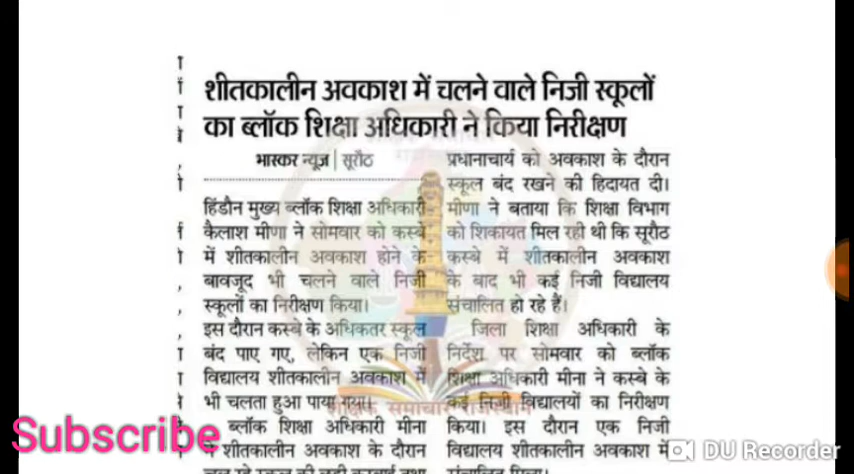 शीतकालीन अवकाश में चलने वाले निजी स्कूलों
का ब्लॉक शिक्षा अधिकारी ने किया निरीक्षण
भास्कर न्यूज | सूरौठ
हिंडौन मुख्य ब्लॉक शिक्षा अधिकारी
कैलाश मीणा ने सोमवार को कस्बे
में शीतकालीन अवकाश होने के
बावजूद भी चलने वाले निजी
स्कूलों का निरीक्षण किया।
इस दौरान कस्बे के अधिकतर स्कूल
बंद पाए गए, लेकिन एक निजी
विद्यालय शीतकालीन अवकाश में
भी चलता हुआ पाया गया।
ब्लॉक शिक्षा अधिकारी मीना
ने शीतकालीन अवकाश के दौरान
प्रधानाचार्य को अवकाश के दौरान
स्कूल बंद रखने की हिदायत दी।
मीणा ने बताया कि शिक्षा विभाग
को शिकायत मिल रही थी कि सूरौठ
कस्बे में शीतकालीन अवकाश
के बाद भी कई निजी विद्यालय
संचालित हो रहे हैं।
जिला शिक्षा अधिकारी के
निर्देश पर सोमवार को ब्लॉक
शिक्षा अधिकारी मीना ने कस्बे के
कई निजी विद्यालयों का निरीक्षण
किया। इस दौरान एक निजी
विद्यालय शीतकालीन अवकाश में
संचालित मिला।
शिक्षक समाचार राजस्थान
Subscribe
DU Recorder